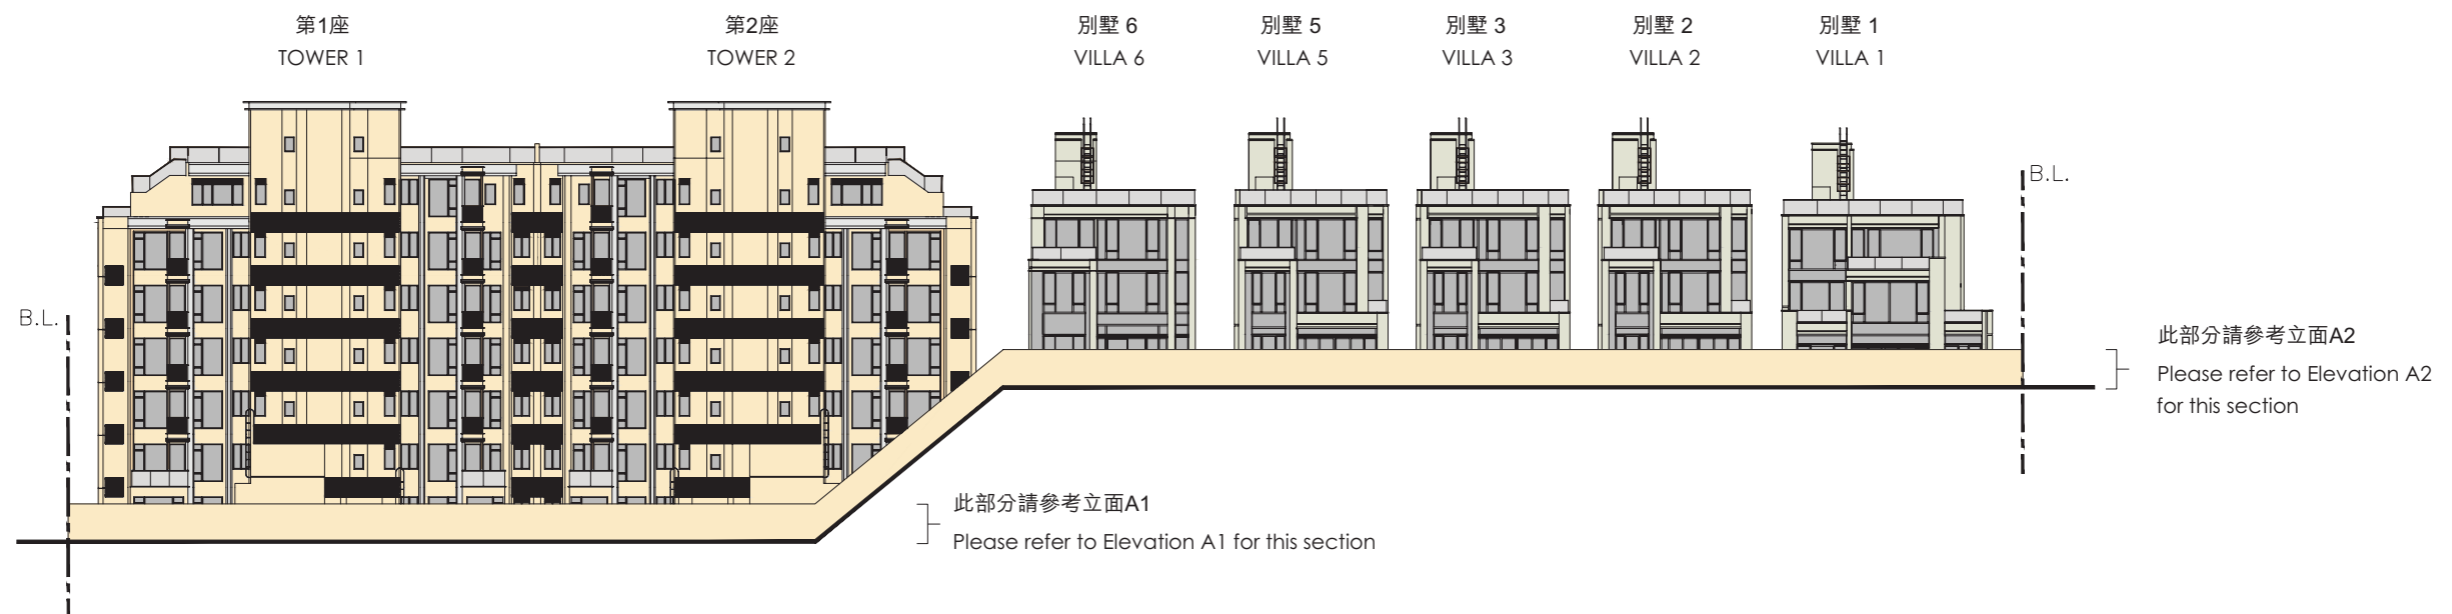 第1座
TOWER 1
第2座
TOWER 2
別墅 6
VILLA 6
別墅 5
VILLA 5
別墅 3
VILLA 3
別墅 2
VILLA 2
別墅 1
VILLA 1
B.L.
B.L.
此部分請參考立面A2
Please refer to Elevation A2
for this section
此部分請參考立面A1
Please refer to Elevation A1 for this section